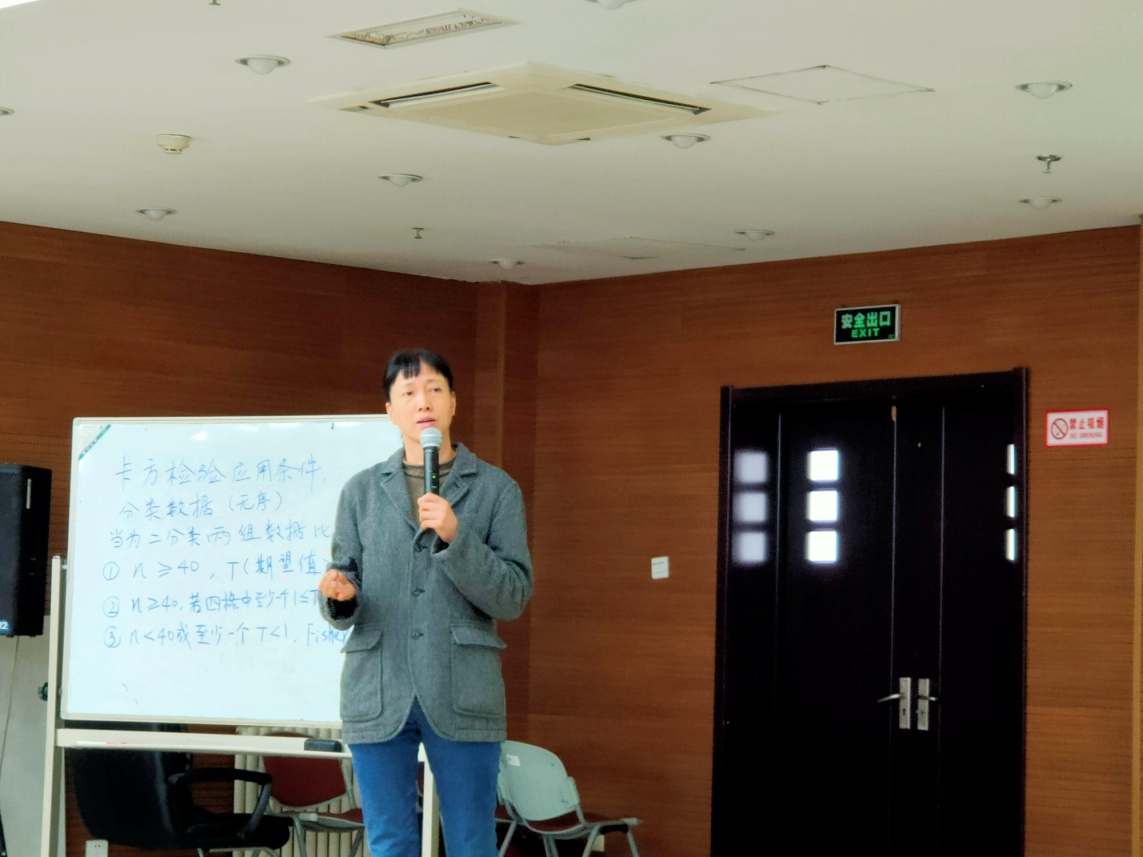 安全出口
EXIT
禁止吸烟
NO SMOKING
卡方检验应用条件:
分类数据(无序)
当为二分类两组数据比
① n≥40, T(期望值
② n≥40, 若四格中至少一个1≤T
③ n<40或至少一个T<1, Fisher
12